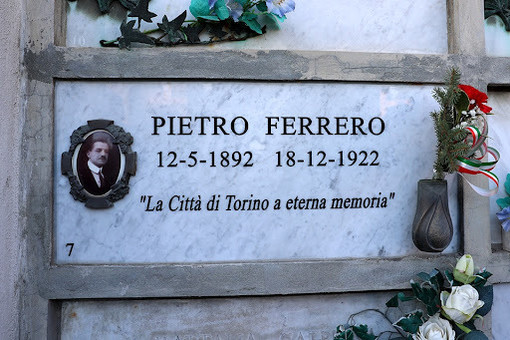 PIETRO FERRERO
12-5-1892 18-12-1922
"La Città di Torino a eterna memoria"
7